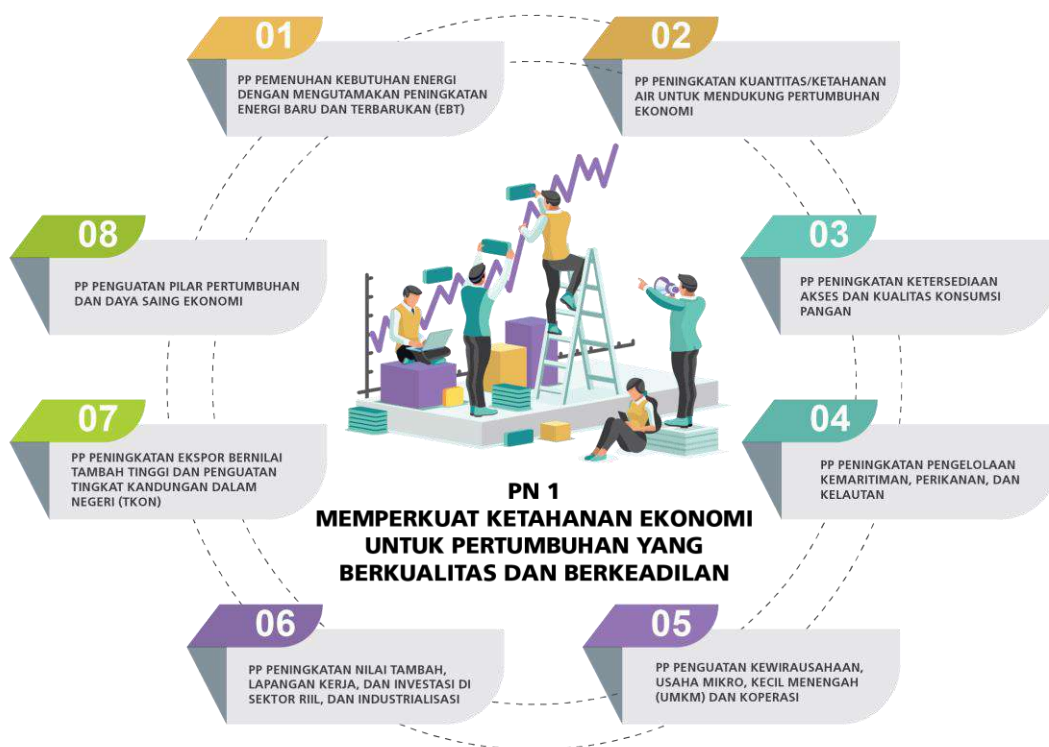 01
PP PEMENUHAN KEBUTUHAN ENERGI
DENGAN MENGUTAMAKAN PENINGKATAN
ENERGI BARU DAN TERBARUKAN (EBT)
02
PP PENINGKATAN KUANTITAS/KETAHANAN
AIR UNTUK MENDUKUNG PERTUMBUHAN
EKONOMI
03
PP PENINGKATAN KETERSEDIAAN
AKSES DAN KUALITAS KONSUMSI
PANGAN
04
PP PENINGKATAN PENGELOLAAN
KEMARITIMAN, PERIKANAN, DAN
KELAUTAN
05
PP PENGUATAN KEWIRAUSAHAAN,
USAHA MIKRO, KECIL MENENGAH
(UMKM) DAN KOPERASI
06
PP PENINGKATAN NILAI TAMBAH,
LAPANGAN KERJA, DAN INVESTASI DI
SEKTOR RIIL, DAN INDUSTRIALISASI
07
PP PENINGKATAN EKSPOR BERNILAI
TAMBAH TINGGI DAN PENGUATAN
TINGKAT KANDUNGAN DALAM
NEGERI (TKON)
08
PP PENGUATAN PILAR PERTUMBUHAN
DAN DAYA SAING EKONOMI
PN 1
MEMPERKUAT KETAHANAN EKONOMI
UNTUK PERTUMBUHAN YANG
BERKUALITAS DAN BERKEADILAN